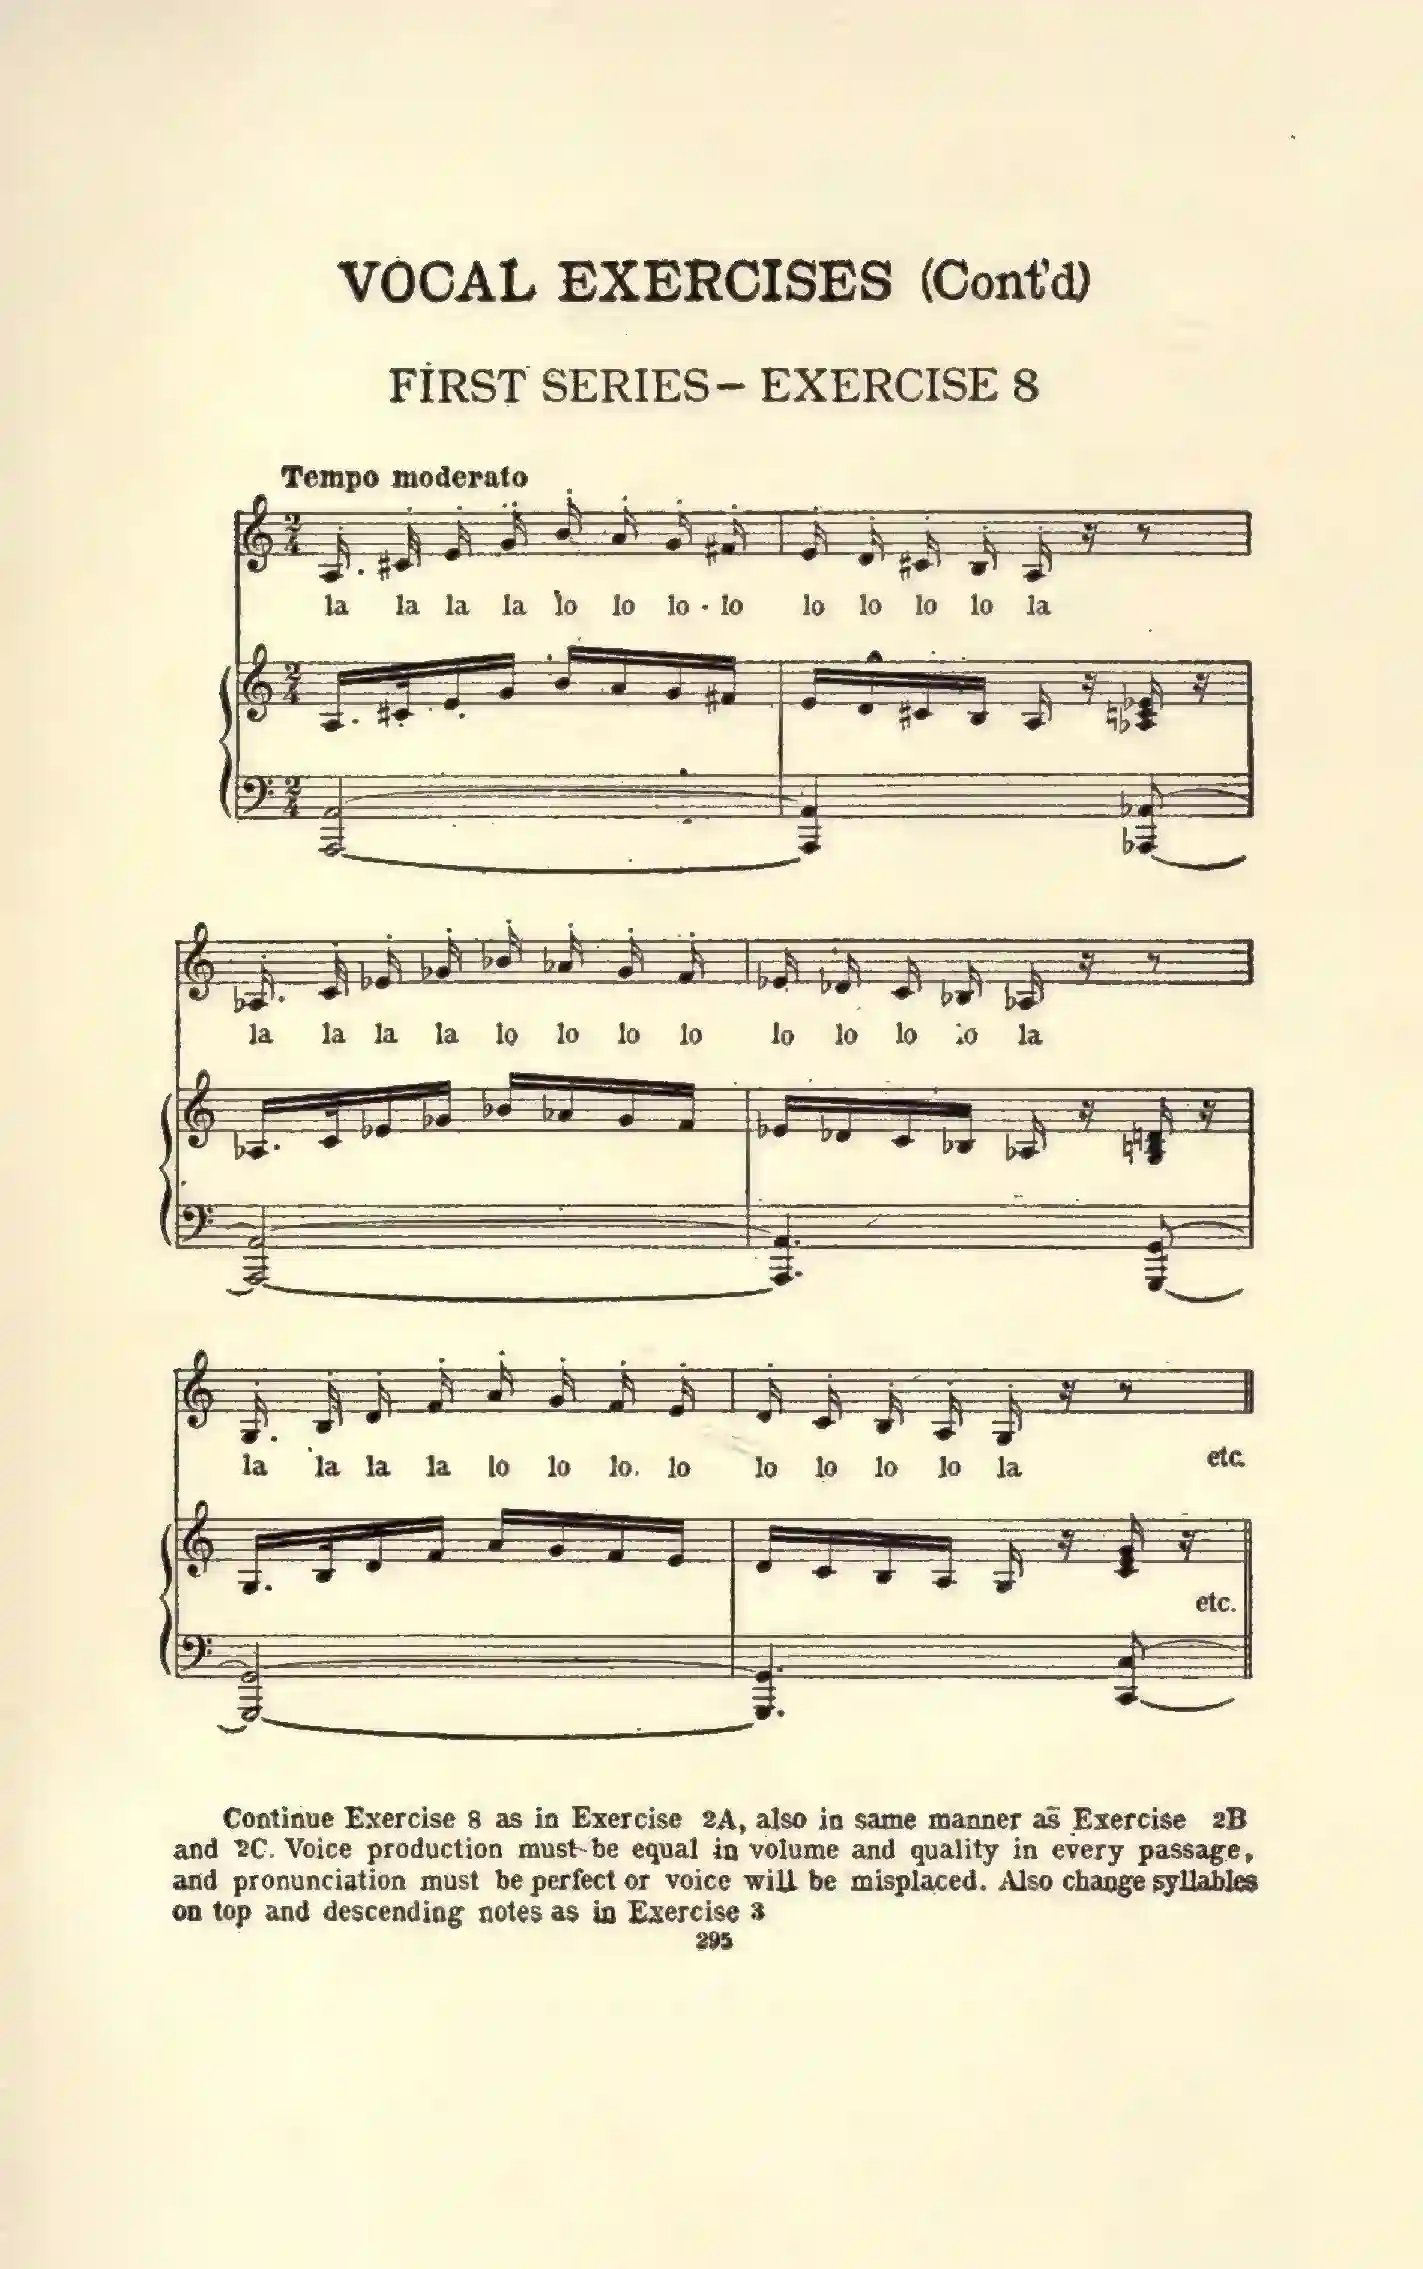 VOCAL EXERCISES (Cont'd)
FIRST SERIES – EXERCISE 8
Tempo moderato
la la la la lo lo lo lo lo lo lo lo la
la la la la lo lo lo lo lo lo lo lo la
la la la la lo lo lo lo lo lo lo lo la etc.
etc.
Continue Exercise 8 as in Exercise 2A, also in same manner as Exercise 2B
and 2C. Voice production must be equal in volume and quality in every passage,
and pronunciation must be perfect or voice will be misplaced. Also change syllables
on top and descending notes as in Exercise 3
295